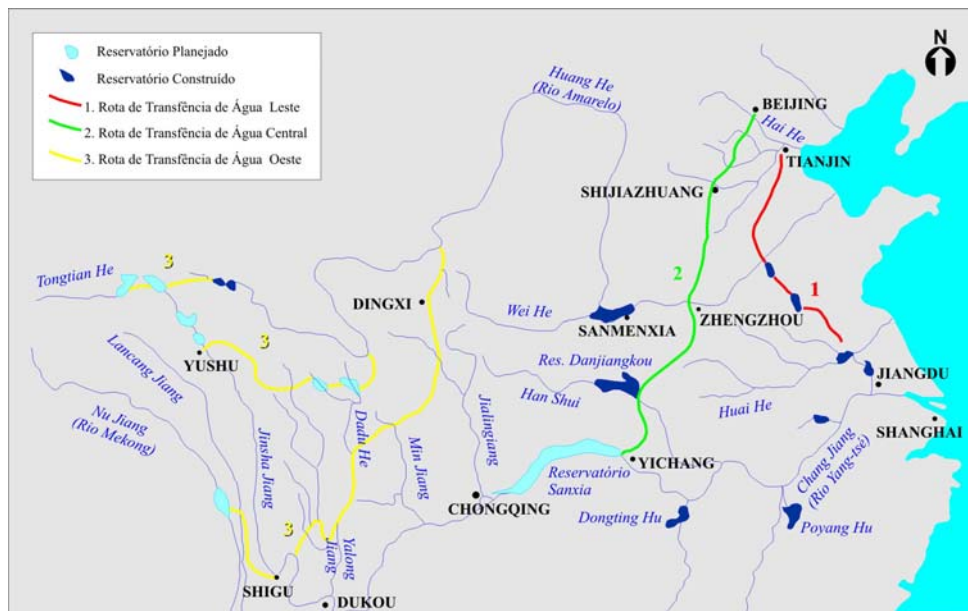 Reservatório Planejado
Reservatório Construído
1. Rota de Transfência de Água Leste
2. Rota de Transfência de Água Central
3. Rota de Transfência de Água Oeste
N
Huang He
(Rio Amarelo)
BEIJING
Hai He
TIANJIN
SHIJIAZHUANG
Tongtian He
3
2
1
DINGXI
Wei He
SANMENXIA
ZHENGZHOU
YUSHU
3
Lancang Jiang
Res. Danjiangkou
Han Shui
JIANGDU
Huai He
SHANGHAI
Nu Jiang
(Rio Mekong)
Jinsha Jiang
Dadu He
Min Jiang
Jialingiang
Chang Jiang
(Rio Yang-tsé)
YICHANG
Reservatório
Sanxia
CHONGQING
Dongting Hu
Poyang Hu
3
Yalong
Jiang
SHIGU
DUKOU